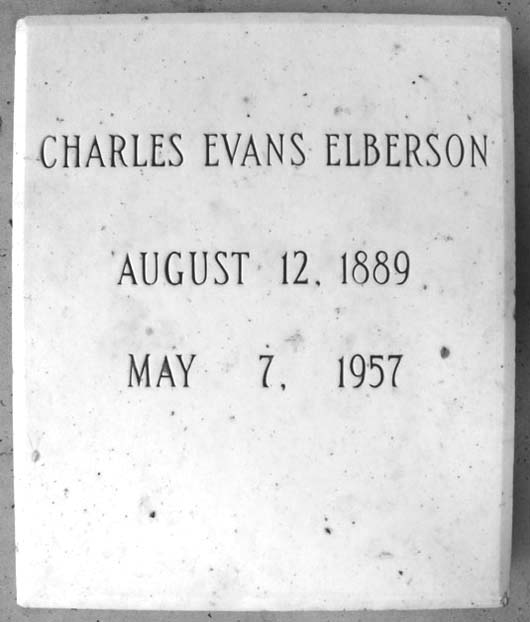 CHARLES EVANS ELBERSON
AUGUST 12, 1889
MAY 7, 1957